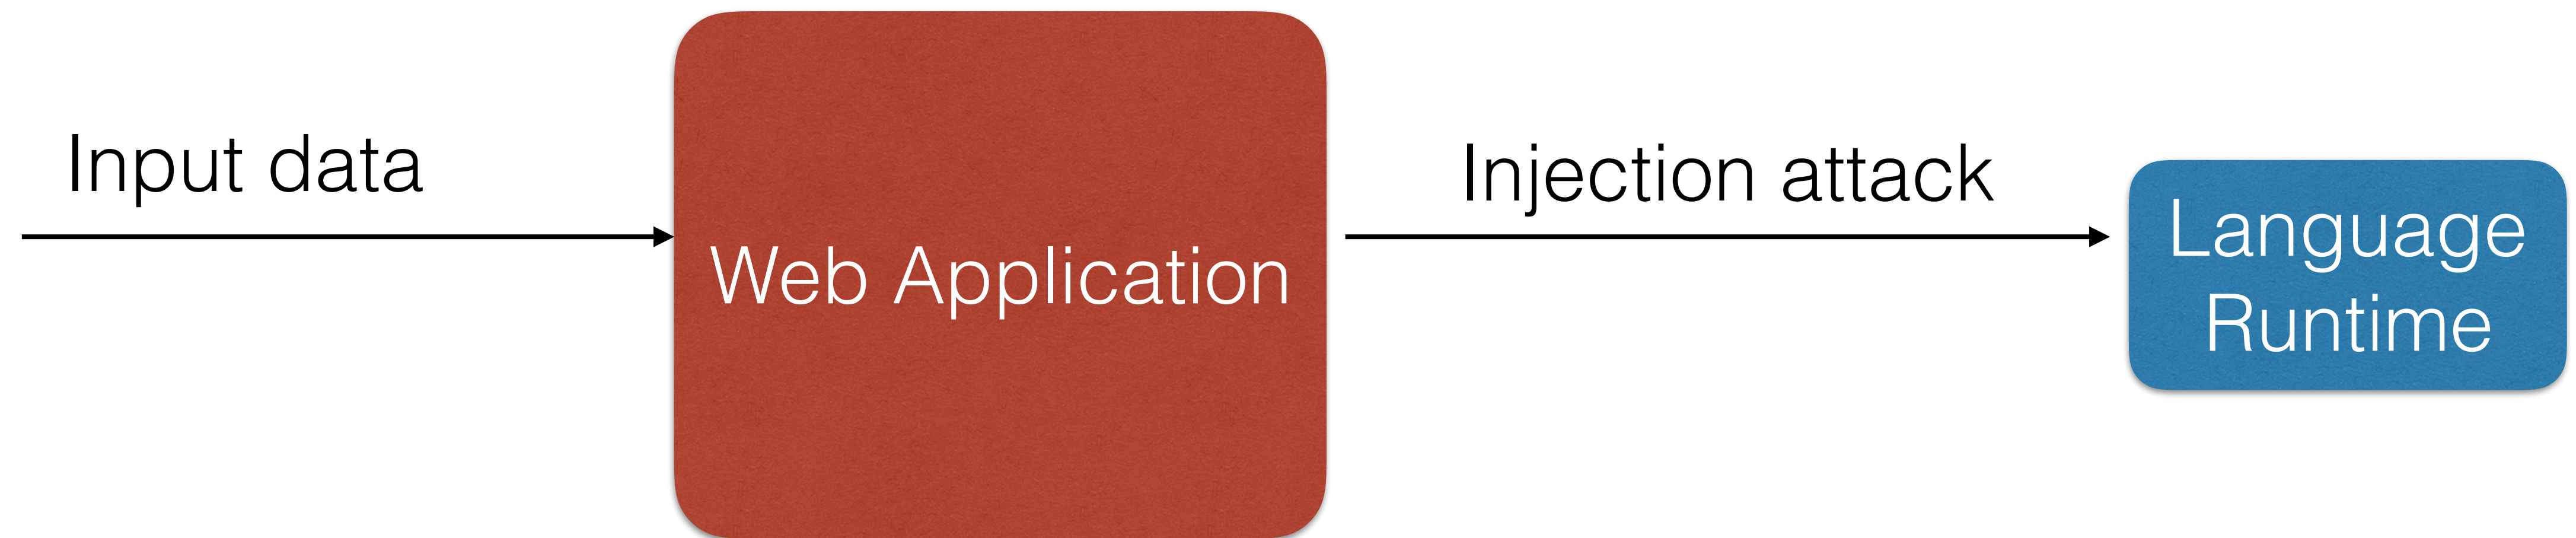 Input data
Web Application
Injection attack
Language
Runtime